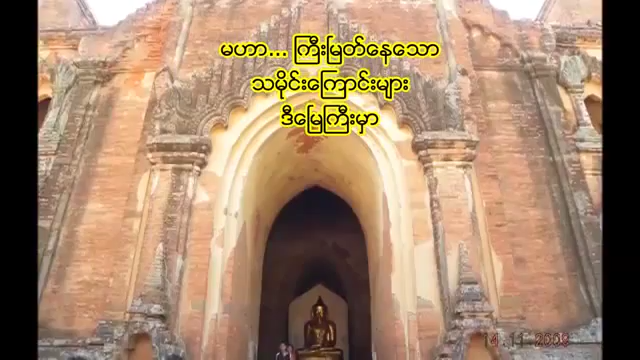 မဟာ... ကြီးမြတ်နေသော
သမိုင်းကြောင်းများ
ဒီမြေကြီးမှာ